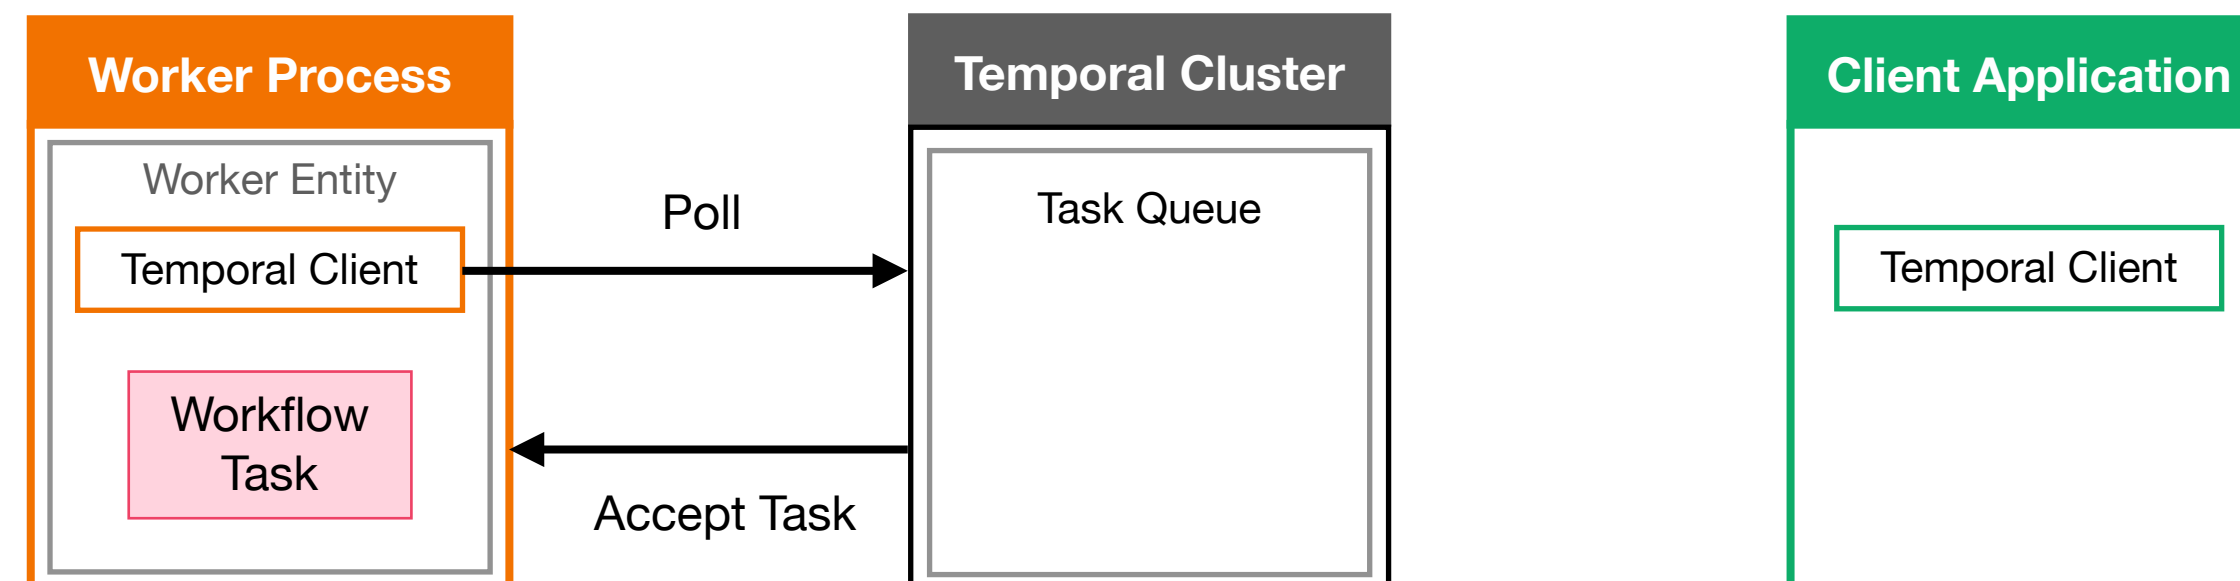 Worker Process
Temporal Cluster
Client Application
Worker Entity
Temporal Client
Poll
Task Queue
Temporal Client
Workflow
Task
Accept Task